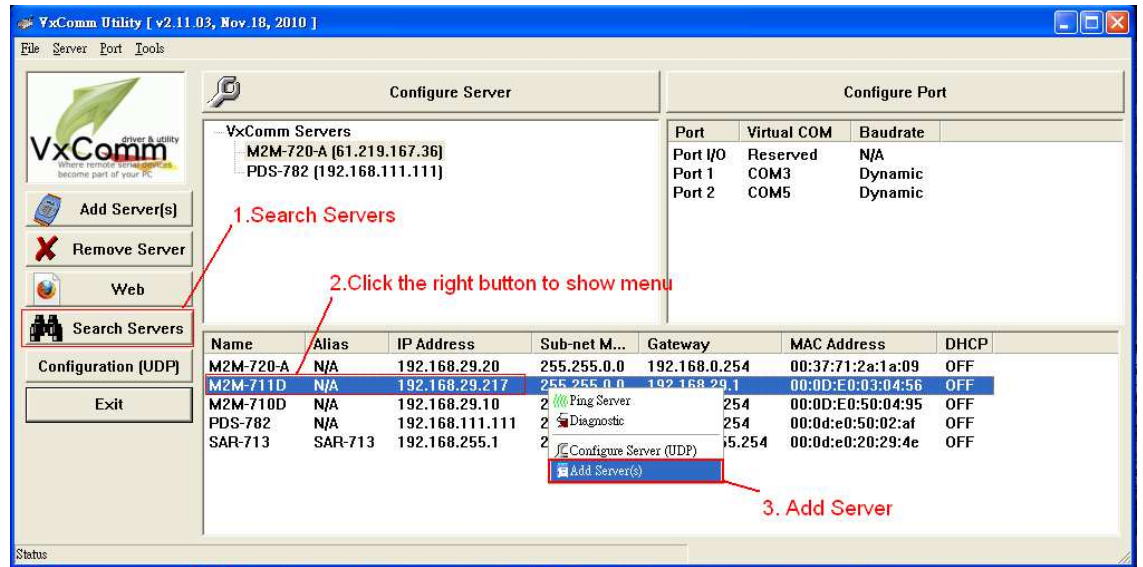 VxComm Utility [ v2.11.03, Nov.18, 2010 ]
File Server Port Tools
VxComm
driver & utility
Where remote serial devices
become part of your PC
Configure Server
Configure Port
VxComm Servers
M2M-720-A (61.219.167.36)
PDS-782 (192.168.111.111)
Port Virtual COM Baudrate
Port I/O Reserved N/A
Port 1 COM3 Dynamic
Port 2 COM5 Dynamic
Add Server(s)
Remove Server
Web
Search Servers
Configuration (UDP)
Exit
1.Search Servers
2.Click the right button to show menu
Name Alias IP Address Sub-net M... Gateway MAC Address DHCP
M2M-720-A N/A 192.168.29.20 255.255.0.0 192.168.0.254 00:37:71:2a:1a:09 OFF
M2M-711D N/A 192.168.29.217 255.255.0.0 192.168.29.1 00:0D:E0:03:04:56 OFF
M2M-710D N/A 192.168.29.10 2 254 00:0D:E0:50:04:95 OFF
PDS-782 N/A 192.168.111.111 2 254 00:0d:e0:50:02:af OFF
SAR-713 SAR-713 192.168.255.1 2 55.254 00:0d:e0:20:29:4e OFF
Ping Server
Diagnostic
Configure Server (UDP)
Add Server(s)
3. Add Server
Status